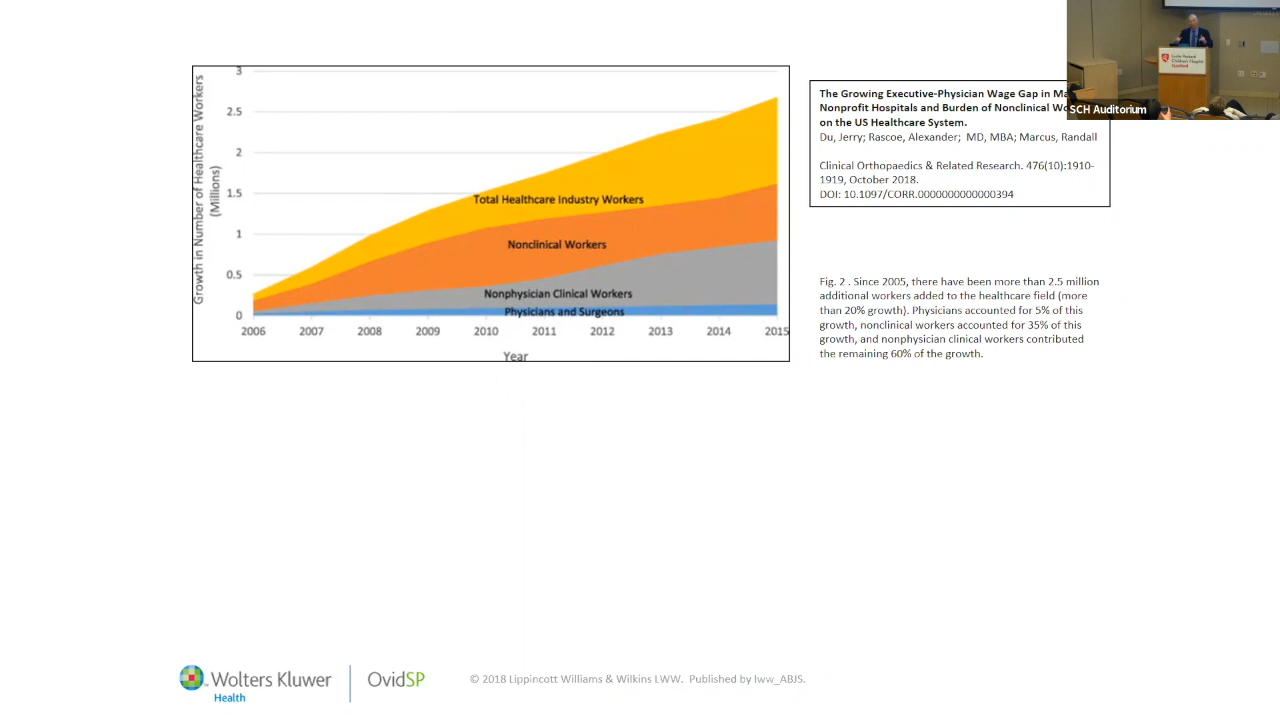 3
2.5
2
1.5
1
0.5
0
Growth in Number of Healthcare Workers
(Millions)
Total Healthcare Industry Workers
Nonclinical Workers
Nonphysician Clinical Workers
Physicians and Surgeons
2006 2007 2008 2009 2010 2011 2012 2013 2014 2015
Year
The Growing Executive-Physician Wage Gap in Ma
Nonprofit Hospitals and Burden of Nonclinical Wo
on the US Healthcare System.
Du, Jerry; Rascoe, Alexander; MD, MBA; Marcus, Randall
Clinical Orthopaedics & Related Research. 476(10):1910-
1919, October 2018.
DOI: 10.1097/CORR.0000000000000394
SCH Auditorium
Fig. 2 . Since 2005, there have been more than 2.5 million
additional workers added to the healthcare field (more
than 20% growth). Physicians accounted for 5% of this
growth, nonclinical workers accounted for 35% of this
growth, and nonphysician clinical workers contributed
the remaining 60% of the growth.
Wolters Kluwer
Health
OvidSP
© 2018 Lippincott Williams & Wilkins LWW. Published by lww_ABJS.